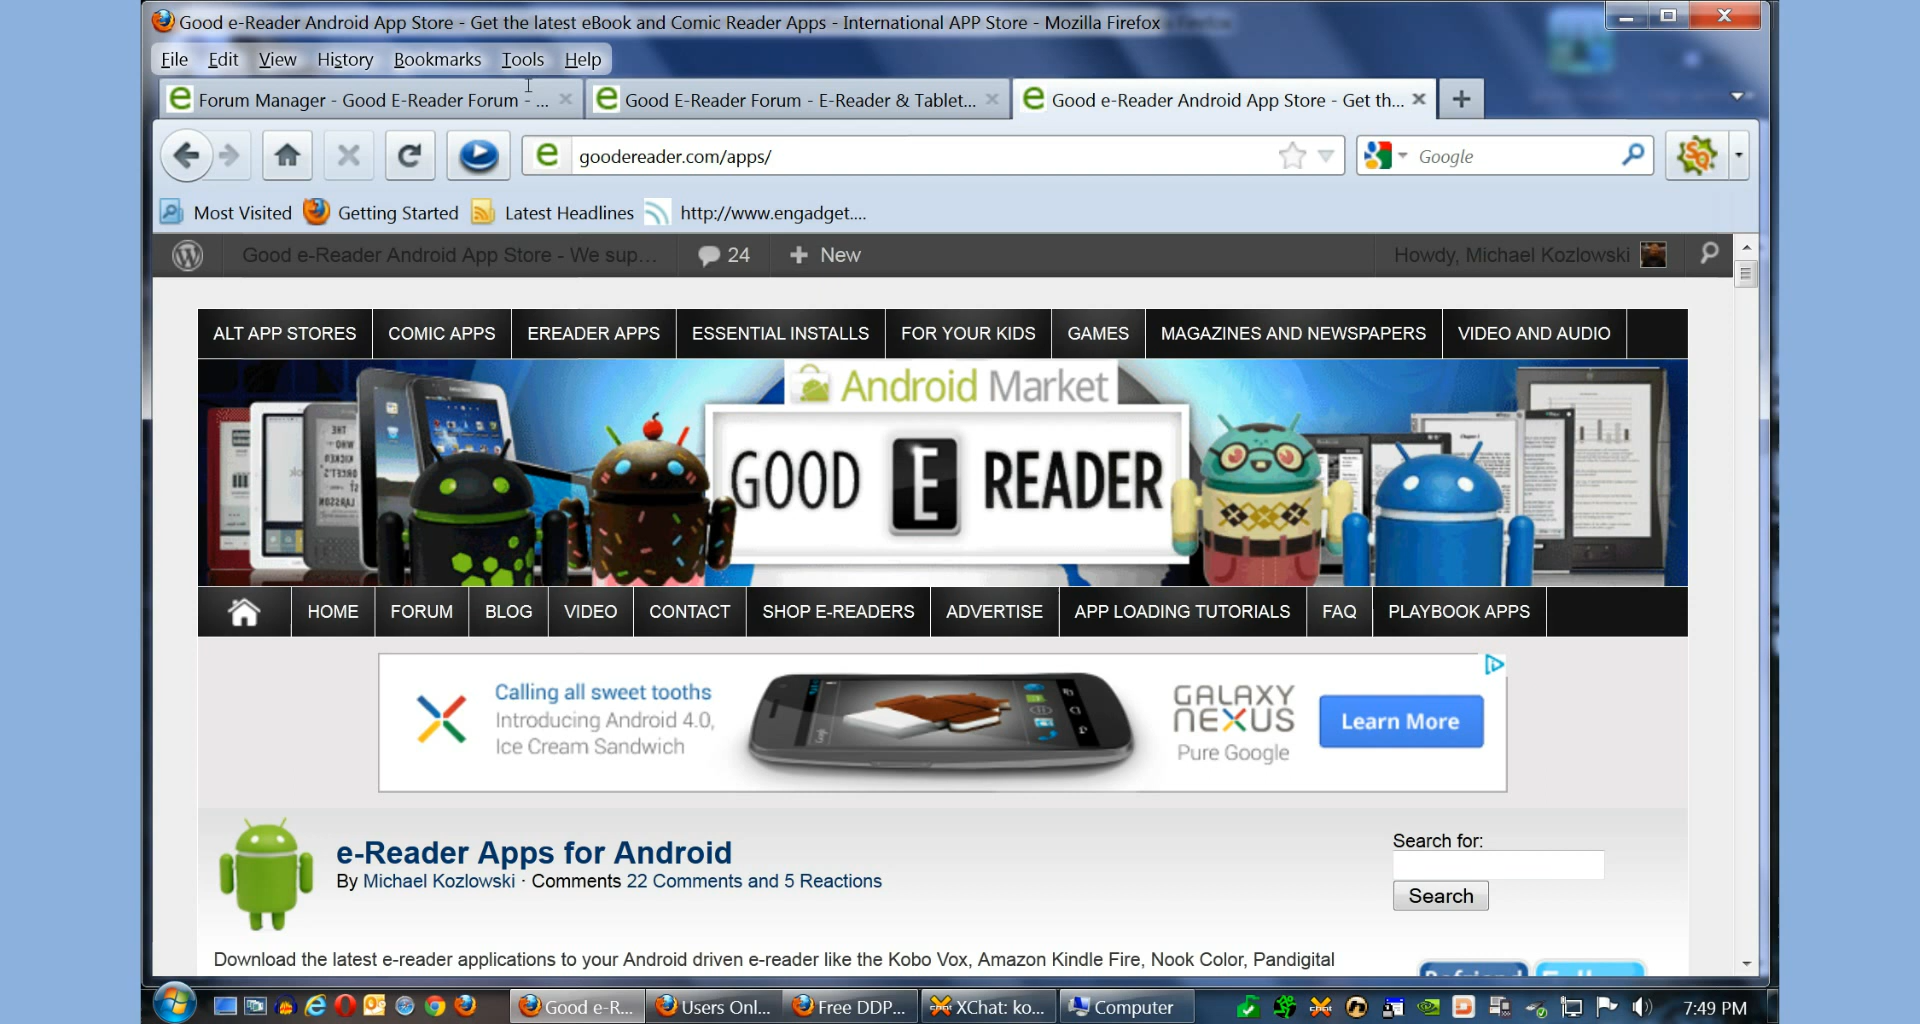 Good e-Reader Android App Store - Get the latest eBook and Comic Reader Apps - International APP Store - Mozilla Firefox
File Edit View History Bookmarks Tools Help
Forum Manager - Good E-Reader Forum - ... Good E-Reader Forum - E-Reader & Tablet... Good e-Reader Android App Store - Get th...
goodereader.com/apps/ Google
Most Visited Getting Started Latest Headlines http://www.engadget....
Good e-Reader Android App Store - We sup... 24 New Howdy, Michael Kozlowski
ALT APP STORES COMIC APPS EREADER APPS ESSENTIAL INSTALLS FOR YOUR KIDS GAMES MAGAZINES AND NEWSPAPERS VIDEO AND AUDIO
Android Market
GOOD E READER
HOME FORUM BLOG VIDEO CONTACT SHOP E-READERS ADVERTISE APP LOADING TUTORIALS FAQ PLAYBOOK APPS
Calling all sweet tooths
Introducing Android 4.0,
Ice Cream Sandwich
GALAXY
NEXUS
Pure Google
Learn More
e-Reader Apps for Android
By Michael Kozlowski · Comments 22 Comments and 5 Reactions
Search for:
Search
Download the latest e-reader applications to your Android driven e-reader like the Kobo Vox, Amazon Kindle Fire, Nook Color, Pandigital
Good e-R... Users Onl... Free DDP... XChat: ko... Computer 7:49 PM